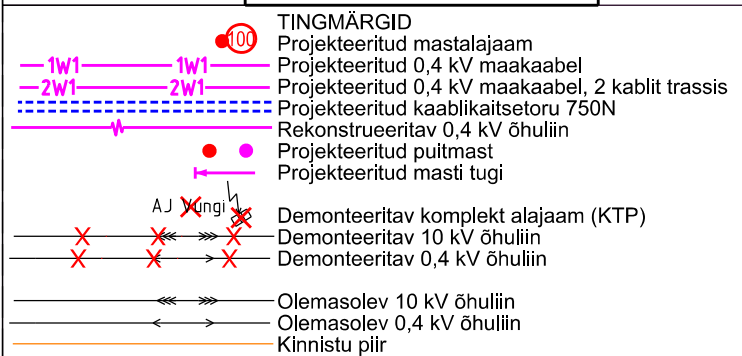 TINGMÄRGID
100 Projekteeritud mastalajaam
1W1 1W1 Projekteeritud 0,4 kV maakaabel
2W1 2W1 Projekteeritud 0,4 kV maakaabel, 2 kablit trassis
Projekteeritud kaablikaitsetoru 750N
Rekonstrueeritav 0,4 kV õhuliin
Projekteeritud puitmast
Projekteeritud masti tugi
AJ Vungi
Demonteeritav komplekt alajaam (KTP)
Demonteeritav 10 kV õhuliin
Demonteeritav 0,4 kV õhuliin
Olemasolev 10 kV õhuliin
Olemasolev 0,4 kV õhuliin
Kinnistu piir